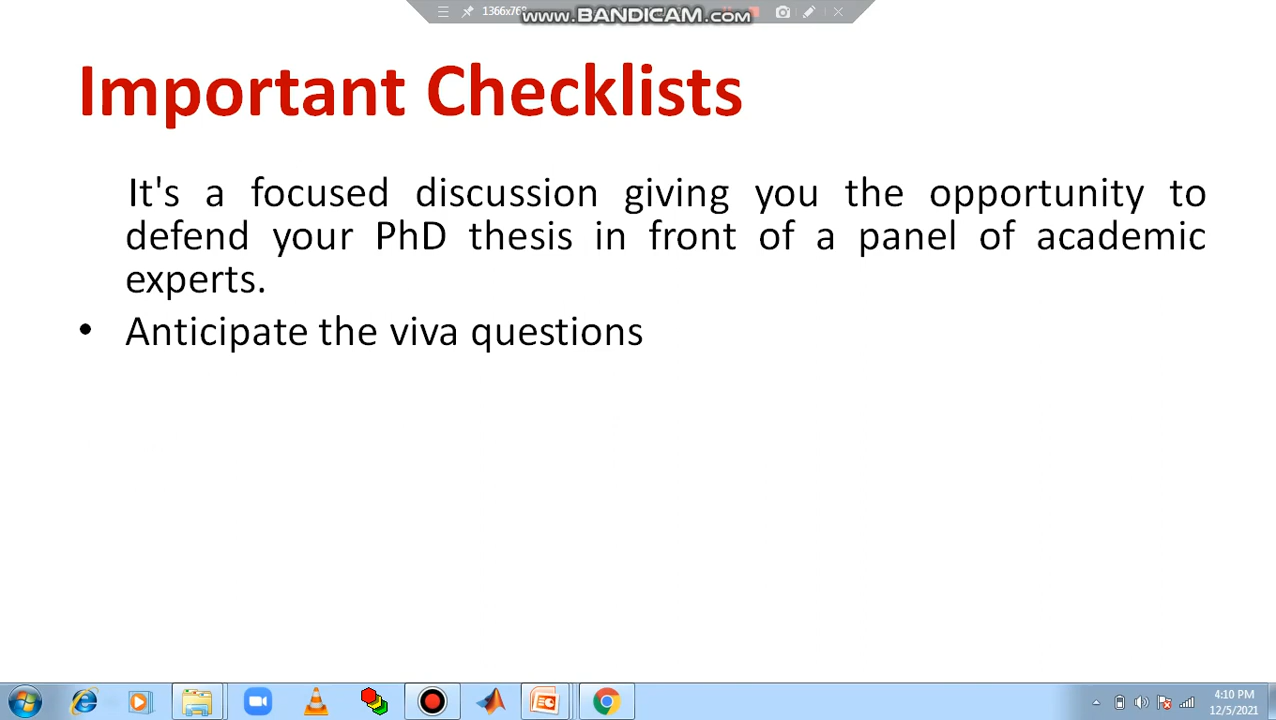 1366x768
www.BANDICAM.com
Important Checklists
It's a focused discussion giving you the opportunity to
defend your PhD thesis in front of a panel of academic
experts.
• Anticipate the viva questions
4:10 PM
12/5/2021